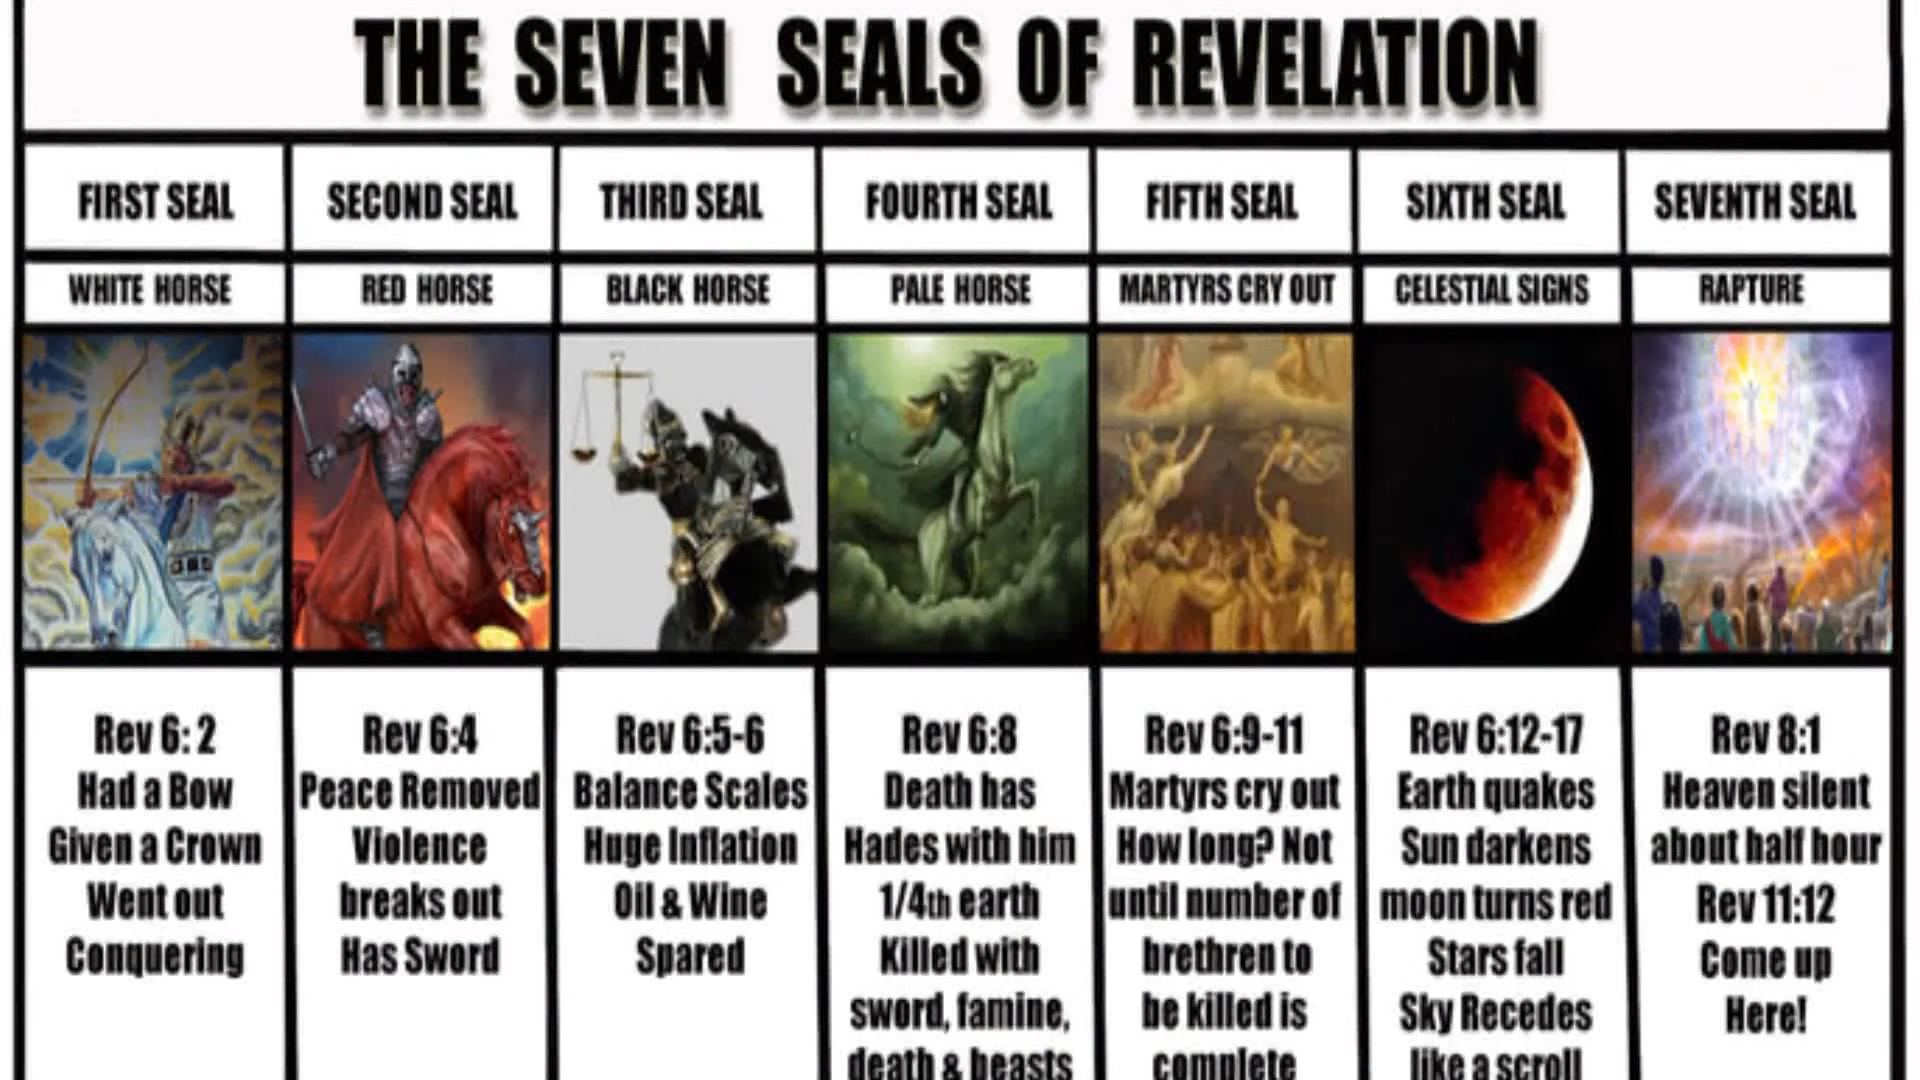 THE SEVEN SEALS OF REVELATION
FIRST SEAL
SECOND SEAL
THIRD SEAL
FOURTH SEAL
FIFTH SEAL
SIXTH SEAL
SEVENTH SEAL
WHITE HORSE
RED HORSE
BLACK HORSE
PALE HORSE
MARTYRS CRY OUT
CELESTIAL SIGNS
RAPTURE
Rev 6: 2
Had a Bow
Given a Crown
Went out
Conquering
Rev 6:4
Peace Removed
Violence
breaks out
Has Sword
Rev 6:5-6
Balance Scales
Huge Inflation
Oil & Wine
Spared
Rev 6:8
Death has
Hades with him
1/4th earth
Killed with
sword, famine,
death & beasts
Rev 6:9-11
Martyrs cry out
How long? Not
until number of
brethren to
be killed is
complete
Rev 6:12-17
Earth quakes
Sun darkens
moon turns red
Stars fall
Sky Recedes
like a scroll
Rev 8:1
Heaven silent
about half hour
Rev 11:12
Come up
Here!